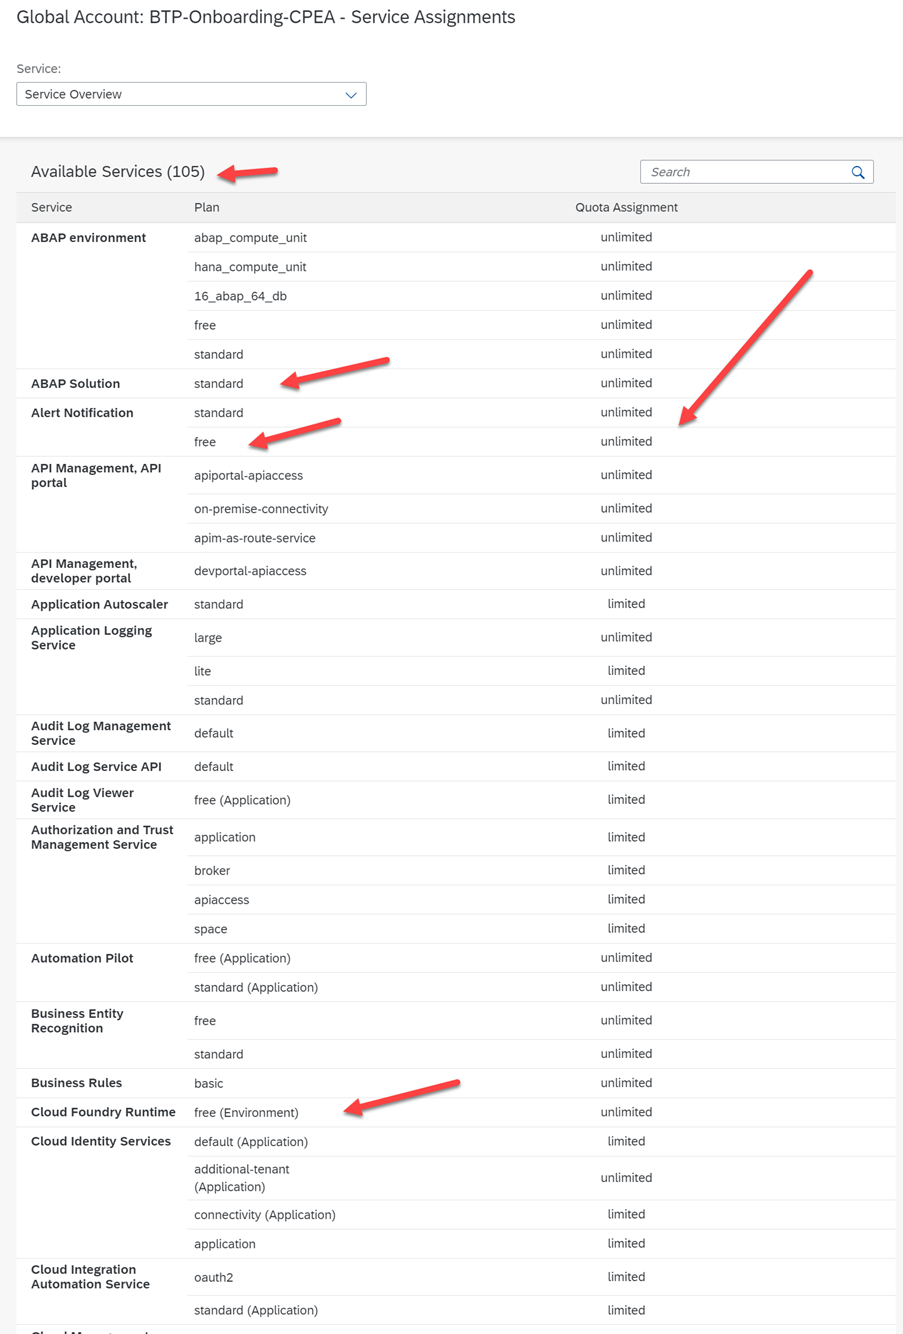 Global Account: BTP-Onboarding-CPEA - Service Assignments
Service:
Service Overview
Available Services (105)
Search
Service Plan Quota Assignment
ABAP environment abap_compute_unit unlimited
hana_compute_unit unlimited
16_abap_64_db unlimited
free unlimited
standard unlimited
ABAP Solution standard unlimited
Alert Notification standard unlimited
free unlimited
API Management, API
portal
apiportal-apiaccess unlimited
on-premise-connectivity unlimited
apim-as-route-service unlimited
API Management,
developer portal
devportal-apiaccess unlimited
Application Autoscaler standard limited
Application Logging
Service
large unlimited
lite limited
standard unlimited
Audit Log Management
Service
default limited
Audit Log Service API default limited
Audit Log Viewer
Service
free (Application) limited
Authorization and Trust
Management Service
application limited
broker limited
apiaccess limited
space limited
Automation Pilot free (Application) unlimited
standard (Application) unlimited
Business Entity
Recognition
free unlimited
standard unlimited
Business Rules basic unlimited
Cloud Foundry Runtime free (Environment) unlimited
Cloud Identity Services default (Application) limited
additional-tenant
(Application)
unlimited
connectivity (Application) limited
application limited
Cloud Integration
Automation Service
oauth2 limited
standard (Application) limited